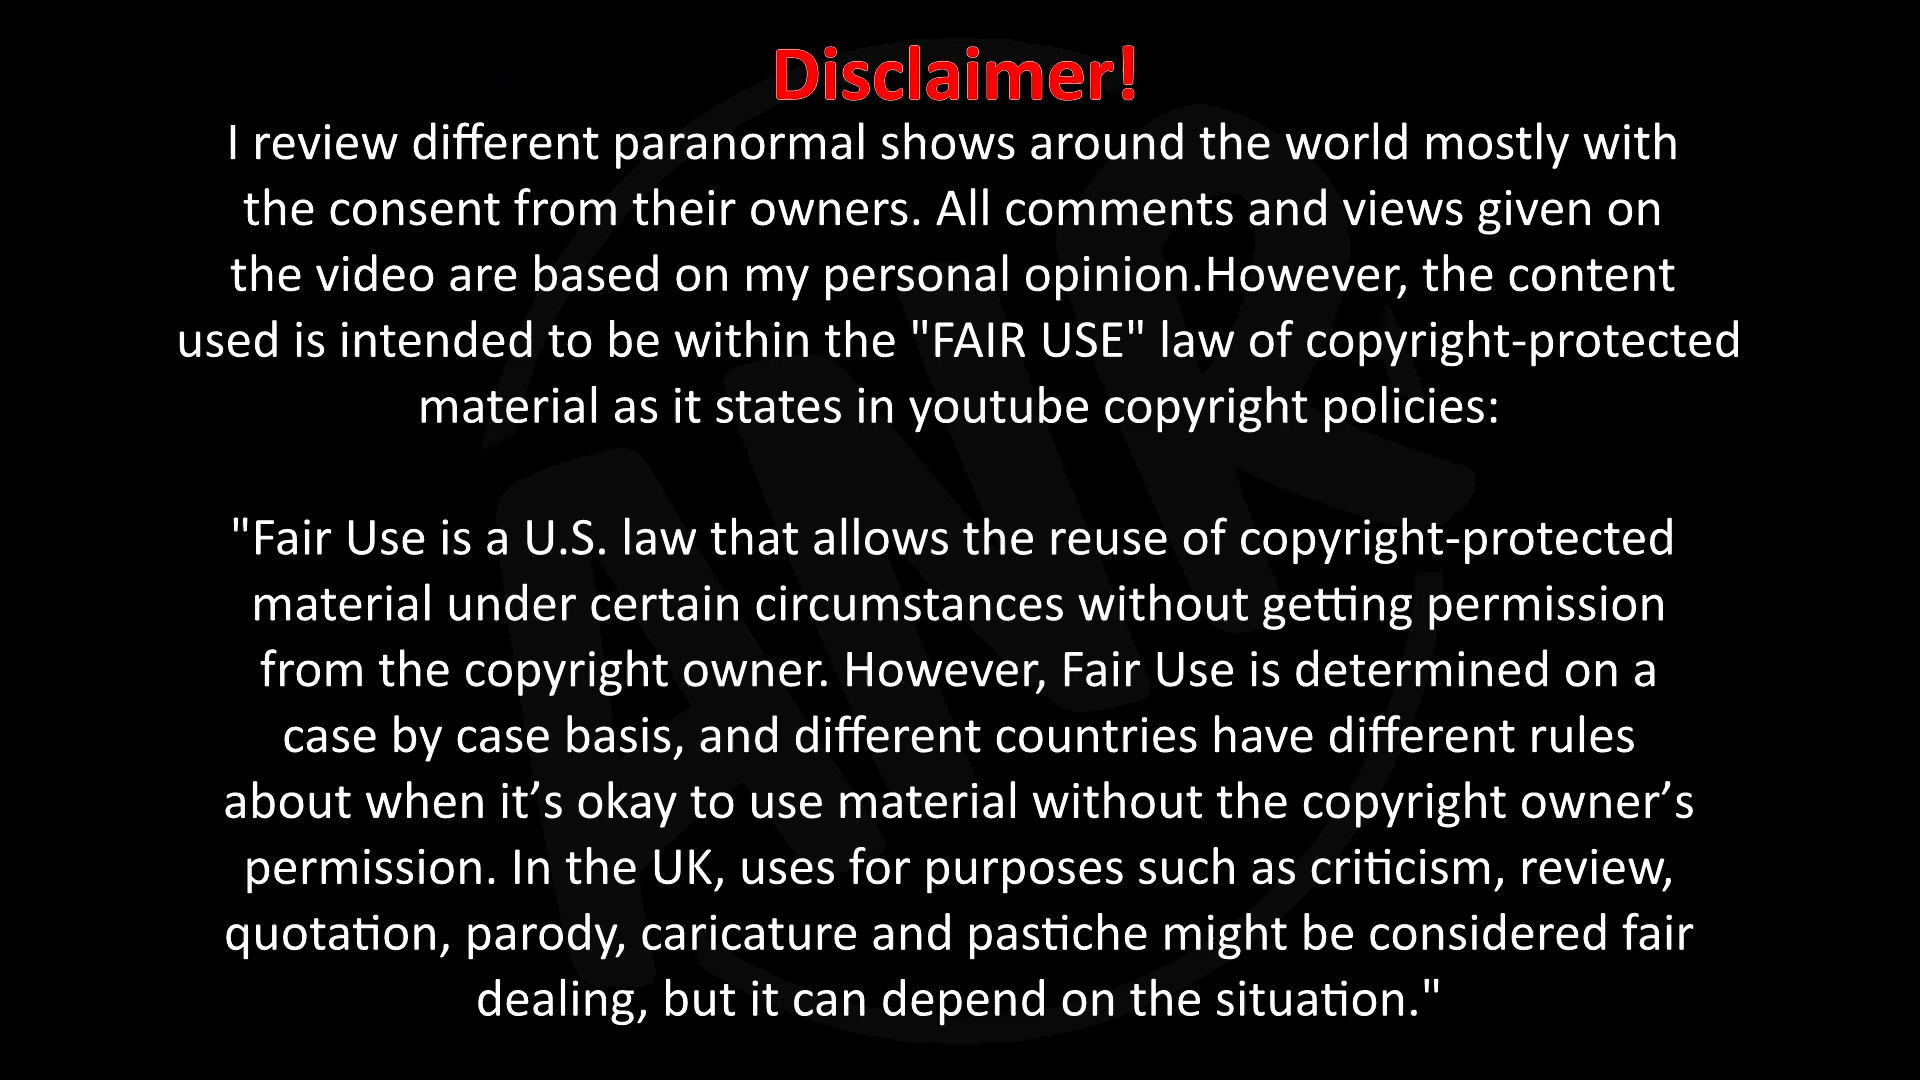 Disclaimer!
I review different paranormal shows around the world mostly with
the consent from their owners. All comments and views given on
the video are based on my personal opinion.However, the content
used is intended to be within the "FAIR USE" law of copyright-protected
material as it states in youtube copyright policies:
"Fair Use is a U.S. law that allows the reuse of copyright-protected
material under certain circumstances without getting permission
from the copyright owner. However, Fair Use is determined on a
case by case basis, and different countries have different rules
about when it’s okay to use material without the copyright owner’s
permission. In the UK, uses for purposes such as criticism, review,
quotation, parody, caricature and pastiche might be considered fair
dealing, but it can depend on the situation."
ANR